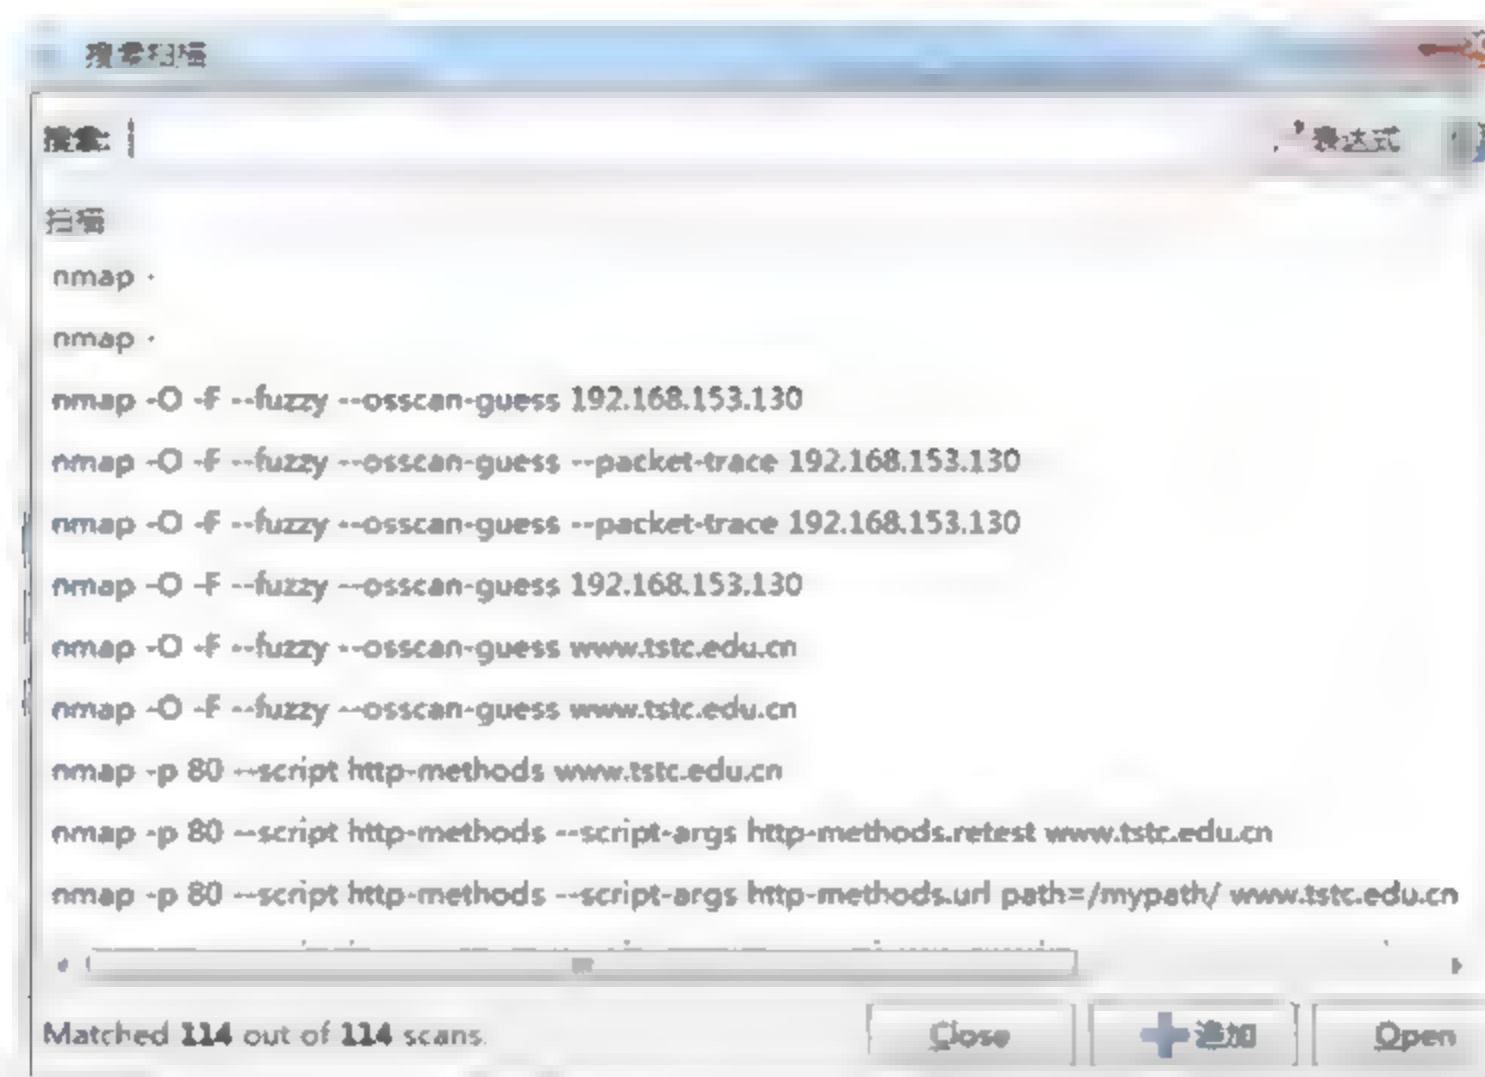 搜索扫描
搜索:
表达式
扫描
nmap -
nmap -
nmap -O -F --fuzzy --osscan-guess 192.168.153.130
nmap -O -F --fuzzy --osscan-guess --packet-trace 192.168.153.130
nmap -O -F --fuzzy --osscan-guess --packet-trace 192.168.153.130
nmap -O -F --fuzzy --osscan-guess 192.168.153.130
nmap -O -F --fuzzy --osscan-guess www.tstc.edu.cn
nmap -O -F --fuzzy --osscan-guess www.tstc.edu.cn
nmap -p 80 --script http-methods www.tstc.edu.cn
nmap -p 80 --script http-methods --script-args http-methods.retest www.tstc.edu.cn
nmap -p 80 --script http-methods --script-args http-methods.url path=/mypath/ www.tstc.edu.cn
Matched 114 out of 114 scans.
Close
追加
Open